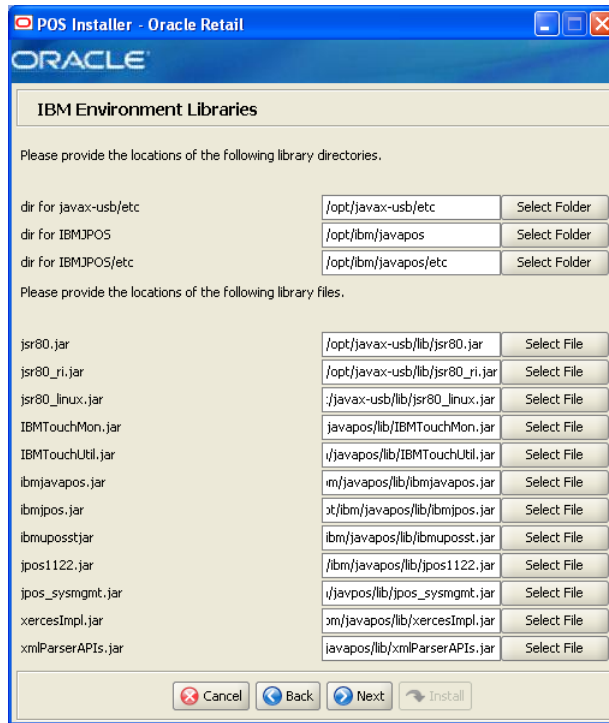 POS Installer - Oracle Retail
ORACLE
IBM Environment Libraries
Please provide the locations of the following library directories.
dir for javax-usb/etc /opt/javax-usb/etc Select Folder
dir for IBMJPOS /opt/ibm/javapos Select Folder
dir for IBMJPOS/etc /opt/ibm/javapos/etc Select Folder
Please provide the locations of the following library files.
jsr80.jar /opt/javax-usb/lib/jsr80.jar Select File
jsr80_ri.jar /opt/javax-usb/lib/jsr80_ri.jar Select File
jsr80_linux.jar :/javax-usb/lib/jsr80_linux.jar Select File
IBMTouchMon.jar javapos/lib/IBMTouchMon.jar Select File
IBMTouchUtil.jar /javapos/lib/IBMTouchUtil.jar Select File
ibmjavapos.jar m/javapos/lib/ibmjavapos.jar Select File
ibmjpos.jar t/ibm/javapos/lib/ibmjpos.jar Select File
ibmuposstjar ibm/javapos/lib/ibmuposst.jar Select File
jpos1122.jar /ibm/javapos/lib/jpos1122.jar Select File
jpos_sysmgmt.jar /javpos/lib/jpos_sysmgmt.jar Select File
xercesImpl.jar m/javapos/lib/xercesImpl.jar Select File
xmlParserAPIs.jar javapos/lib/xmlParserAPIs.jar Select File
Cancel Back Next Install